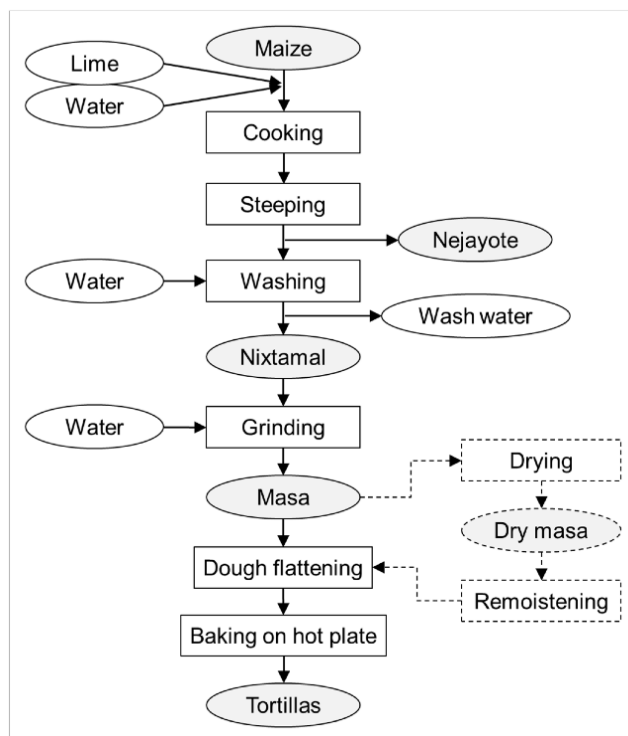 Maize
Lime
Water
Cooking
Steeping
Nejayote
Water
Washing
Wash water
Nixtamal
Water
Grinding
Drying
Masa
Dry masa
Dough flattening
Remoistening
Baking on hot plate
Tortillas